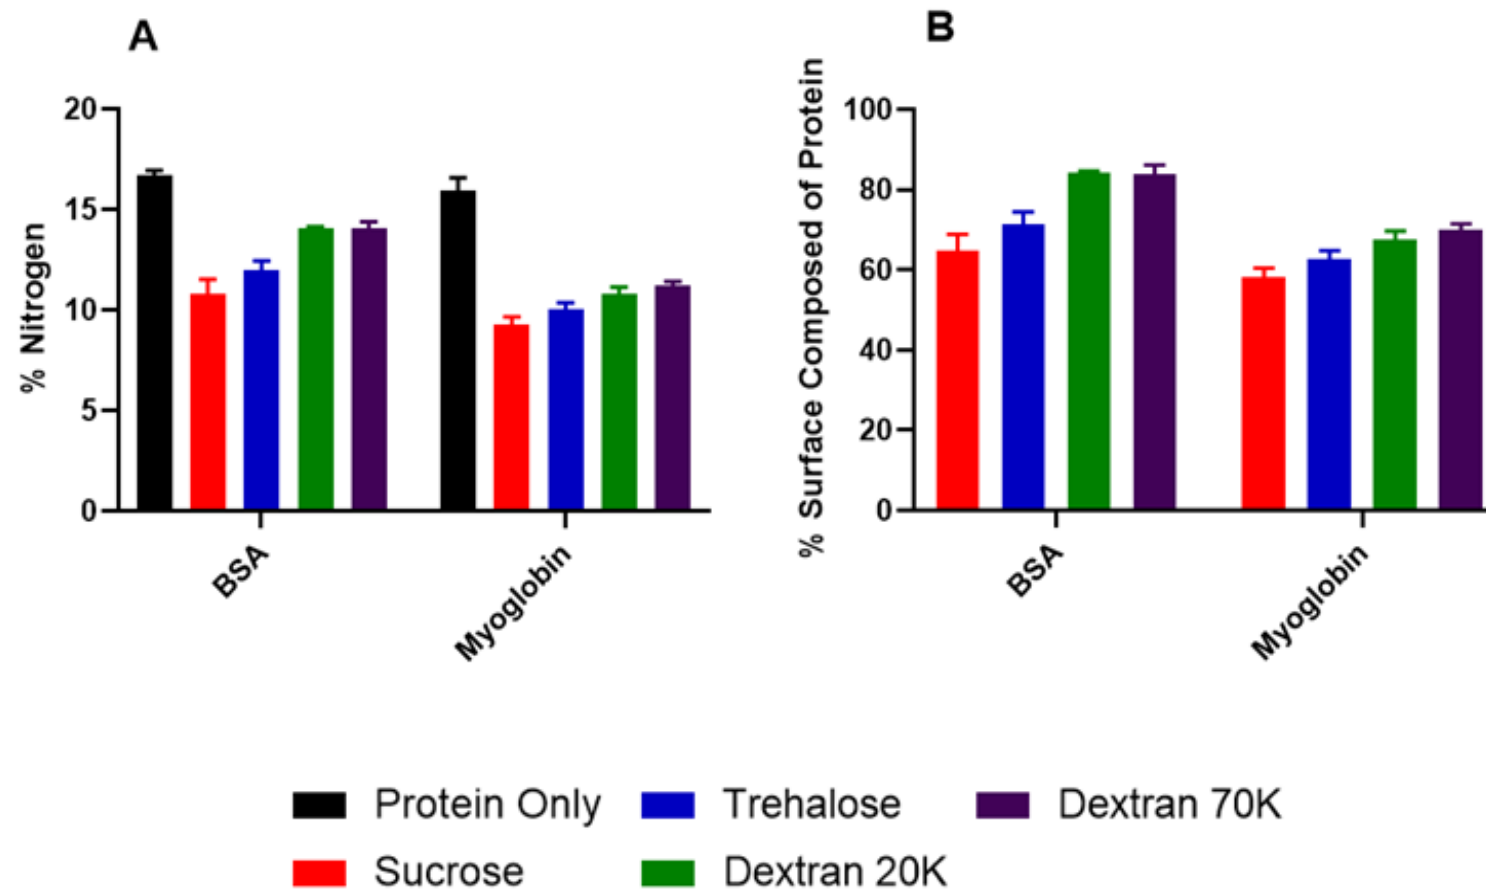 A
% Nitrogen
20
15
10
5
0
BSA
Myoglobin
B
% Surface Composed of Protein
100
80
60
40
20
0
BSA
Myoglobin
Protein Only
Trehalose
Dextran 70K
Sucrose
Dextran 20K